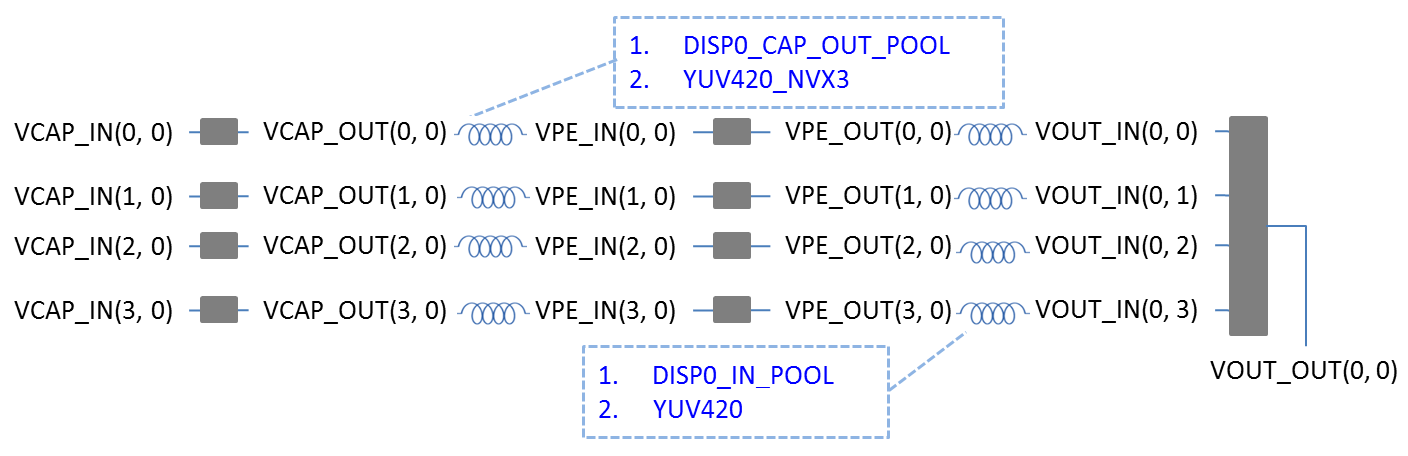 1. DISP0_CAP_OUT_POOL
2. YUV420_NVX3
VCAP_IN(0, 0) VCAP_OUT(0, 0) VPE_IN(0, 0) VPE_OUT(0, 0) VOUT_IN(0, 0)
VCAP_IN(1, 0) VCAP_OUT(1, 0) VPE_IN(1, 0) VPE_OUT(1, 0) VOUT_IN(0, 1)
VCAP_IN(2, 0) VCAP_OUT(2, 0) VPE_IN(2, 0) VPE_OUT(2, 0) VOUT_IN(0, 2)
VCAP_IN(3, 0) VCAP_OUT(3, 0) VPE_IN(3, 0) VPE_OUT(3, 0) VOUT_IN(0, 3)
VOUT_OUT(0, 0)
1. DISP0_IN_POOL
2. YUV420